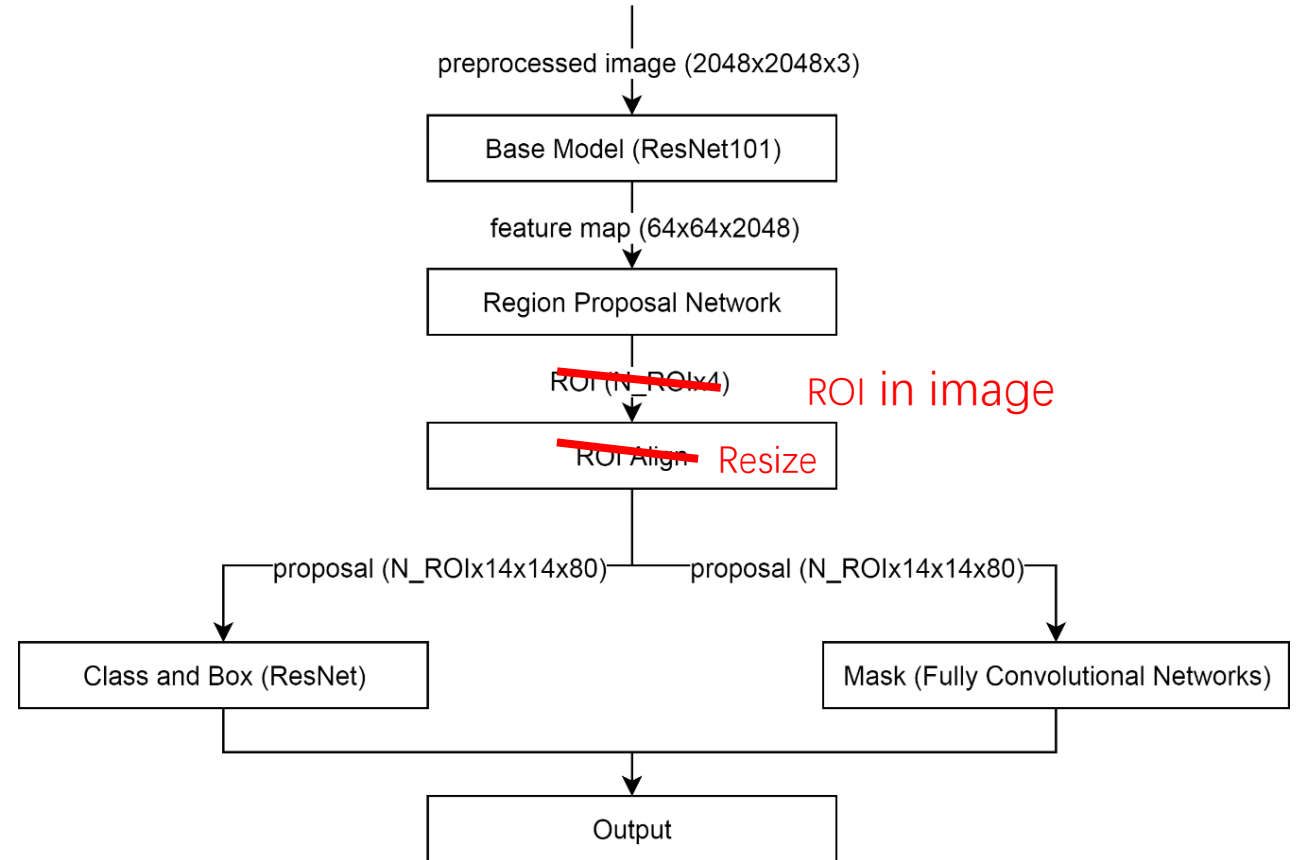 preprocessed image (2048x2048x3)
Base Model (ResNet101)
feature map (64x64x2048)
Region Proposal Network
ROI (N_ROIx4)
ROI in image
ROI Align
Resize
proposal (N_ROIx14x14x80)
proposal (N_ROIx14x14x80)
Class and Box (ResNet)
Mask (Fully Convolutional Networks)
Output